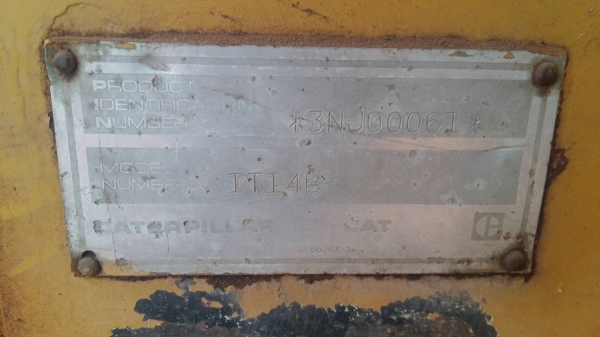 PRODUCT
IDENTIFICATION
NUMBER *3NJ00061*
MODEL
NUMBER IT14B
CATERPILLAR CAT